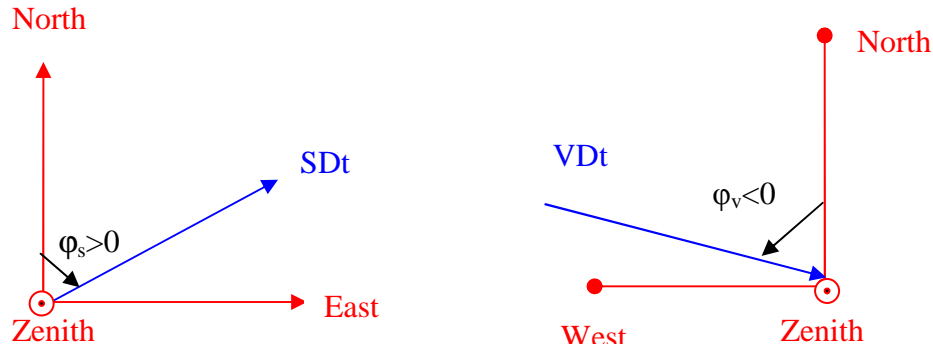 North
SDt
φs>0
East
Zenith
North
VDt
φv<0
West
Zenith